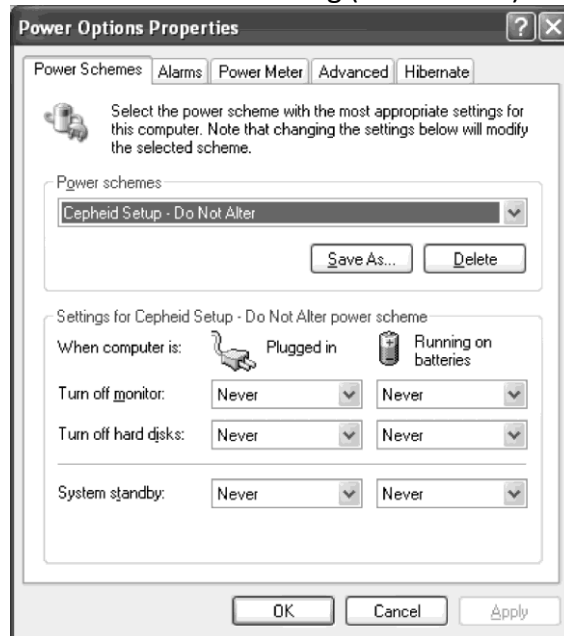 Power Options Properties
Power Schemes Alarms Power Meter Advanced Hibernate
Select the power scheme with the most appropriate settings for
this computer. Note that changing the settings below will modify
the selected scheme.
Power schemes
Cepheid Setup - Do Not Alter
Save As... Delete
Settings for Cepheid Setup - Do Not Alter power scheme
When computer is: Plugged in Running on
batteries
Turn off monitor: Never Never
Turn off hard disks: Never Never
System standby: Never Never
OK Cancel Apply